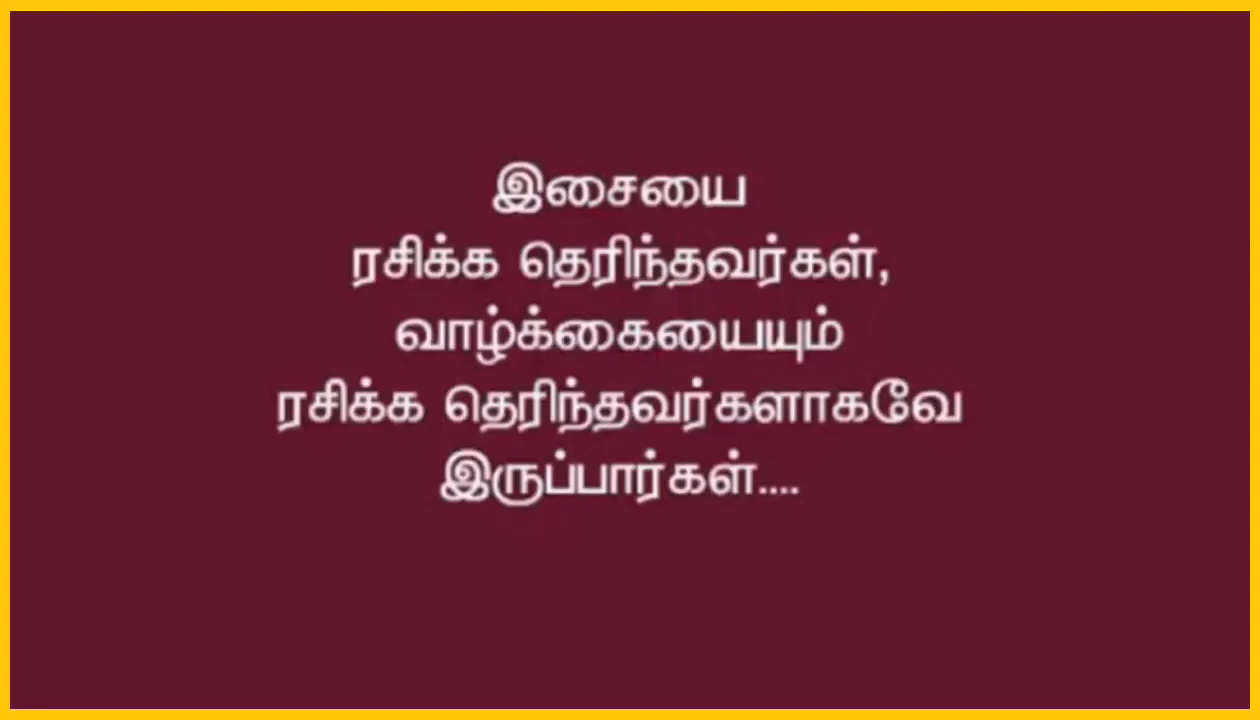 இசையை
ரசிக்க தெரிந்தவர்கள்,
வாழ்க்கையையும்
ரசிக்க தெரிந்தவர்களாகவே
இருப்பார்கள்....